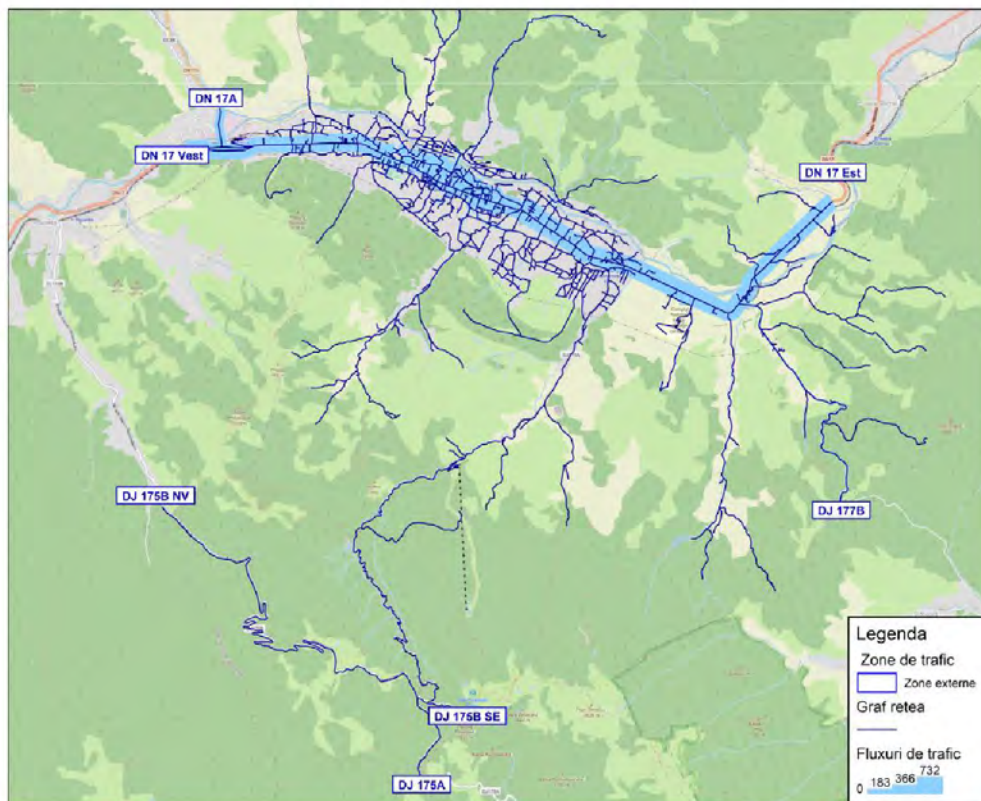 DN 17A
DN 17 Vest
DN 17 Est
DJ 175B NV
DJ 177B
DJ 175B SE
DJ 175A
Legenda
Zone de trafic
Zone externe
Graf retea
Fluxuri de trafic
0 183 366 732